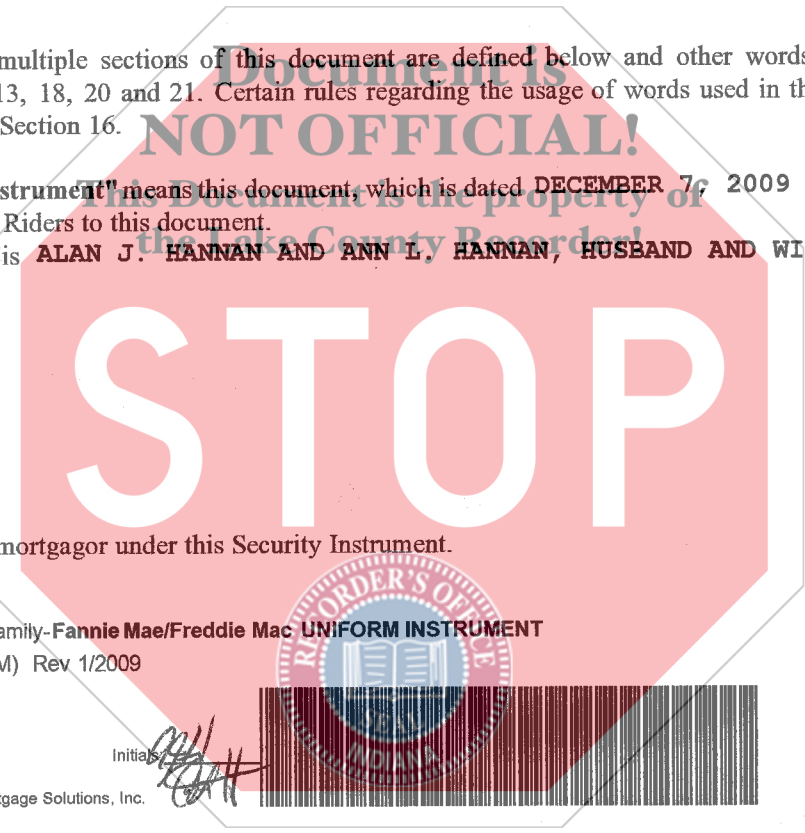 multiple sections of this document are defined below and other words
Document is
13, 18, 20 and 21. Certain rules regarding the usage of words used in th
Section 16.
NOT OFFICIAL!
strument" means this document, which is dated DECEMBER 7, 2009
This Document is the property of
Riders to this document.
the Lake County Recorder!
is ALAN J. HANNAN AND ANN L. HANNAN, HUSBAND AND WI
STOP
mortgagor under this Security Instrument.
RECORDER'S OFFICE
amily-Fannie Mae/Freddie Mac UNIFORM INSTRUMENT
M) Rev 1/2009
SEAL
INDIANA
Initials:
tgage Solutions, Inc.